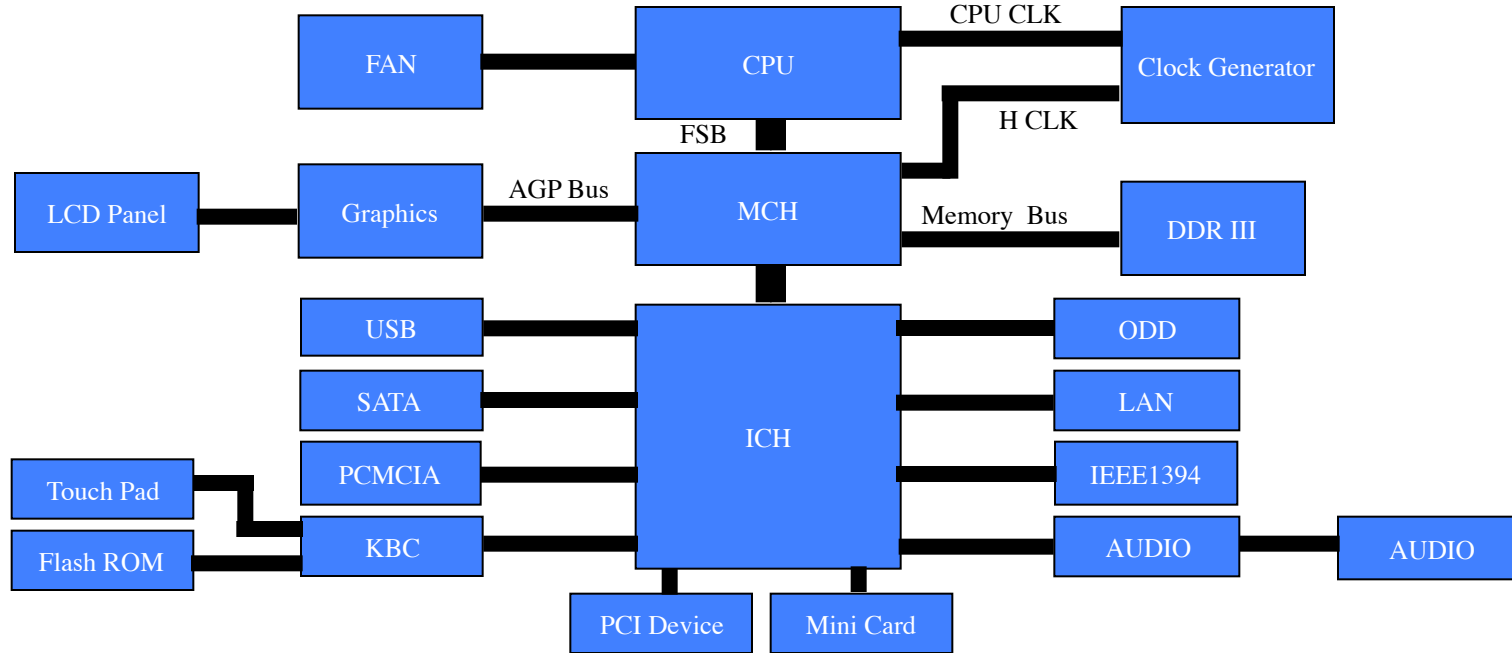 CPU CLK
FAN
CPU
Clock Generator
H CLK
FSB
LCD Panel
Graphics
AGP Bus
MCH
Memory Bus
DDR III
USB
ODD
SATA
LAN
ICH
PCMCIA
IEEE1394
Touch Pad
Flash ROM
KBC
AUDIO
AUDIO
PCI Device
Mini Card